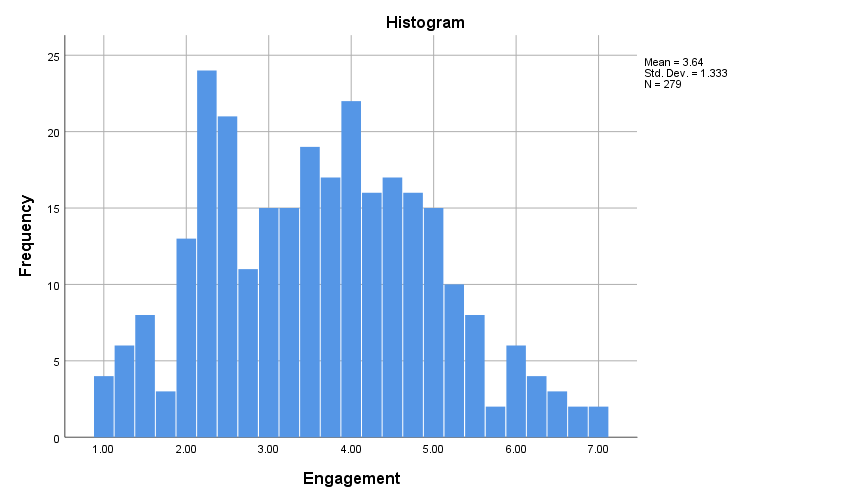 Histogram
Mean = 3.64
Std. Dev. = 1.333
N = 279
Frequency
25
20
15
10
5
0
1.00 2.00 3.00 4.00 5.00 6.00 7.00
Engagement